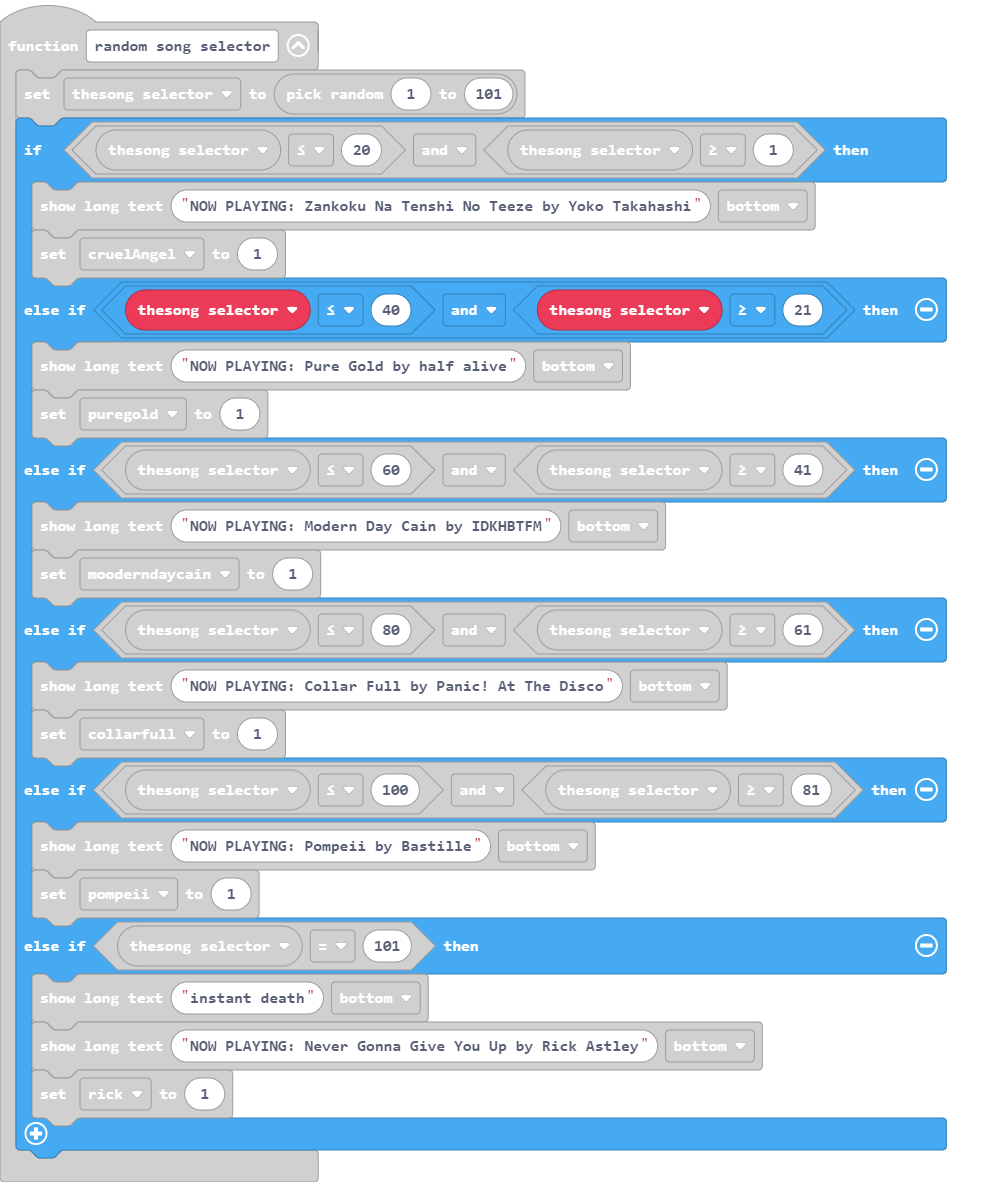 function random song selector
set thesong selector to pick random 1 to 101
if thesong selector ≤ 20 and thesong selector ≥ 1 then
show long text "NOW PLAYING: Zankoku Na Tenshi No Teeze by Yoko Takahashi" bottom
set cruelAngel to 1
else if thesong selector ≤ 40 and thesong selector ≥ 21 then
show long text "NOW PLAYING: Pure Gold by half alive" bottom
set puregold to 1
else if thesong selector ≤ 60 and thesong selector ≥ 41 then
show long text "NOW PLAYING: Modern Day Cain by IDKHBTFM" bottom
set mooderndaycain to 1
else if thesong selector ≤ 80 and thesong selector ≥ 61 then
show long text "NOW PLAYING: Collar Full by Panic! At The Disco" bottom
set collarfull to 1
else if thesong selector ≤ 100 and thesong selector ≥ 81 then
show long text "NOW PLAYING: Pompeii by Bastille" bottom
set pompeii to 1
else if thesong selector = 101 then
show long text "instant death" bottom
show long text "NOW PLAYING: Never Gonna Give You Up by Rick Astley" bottom
set rick to 1